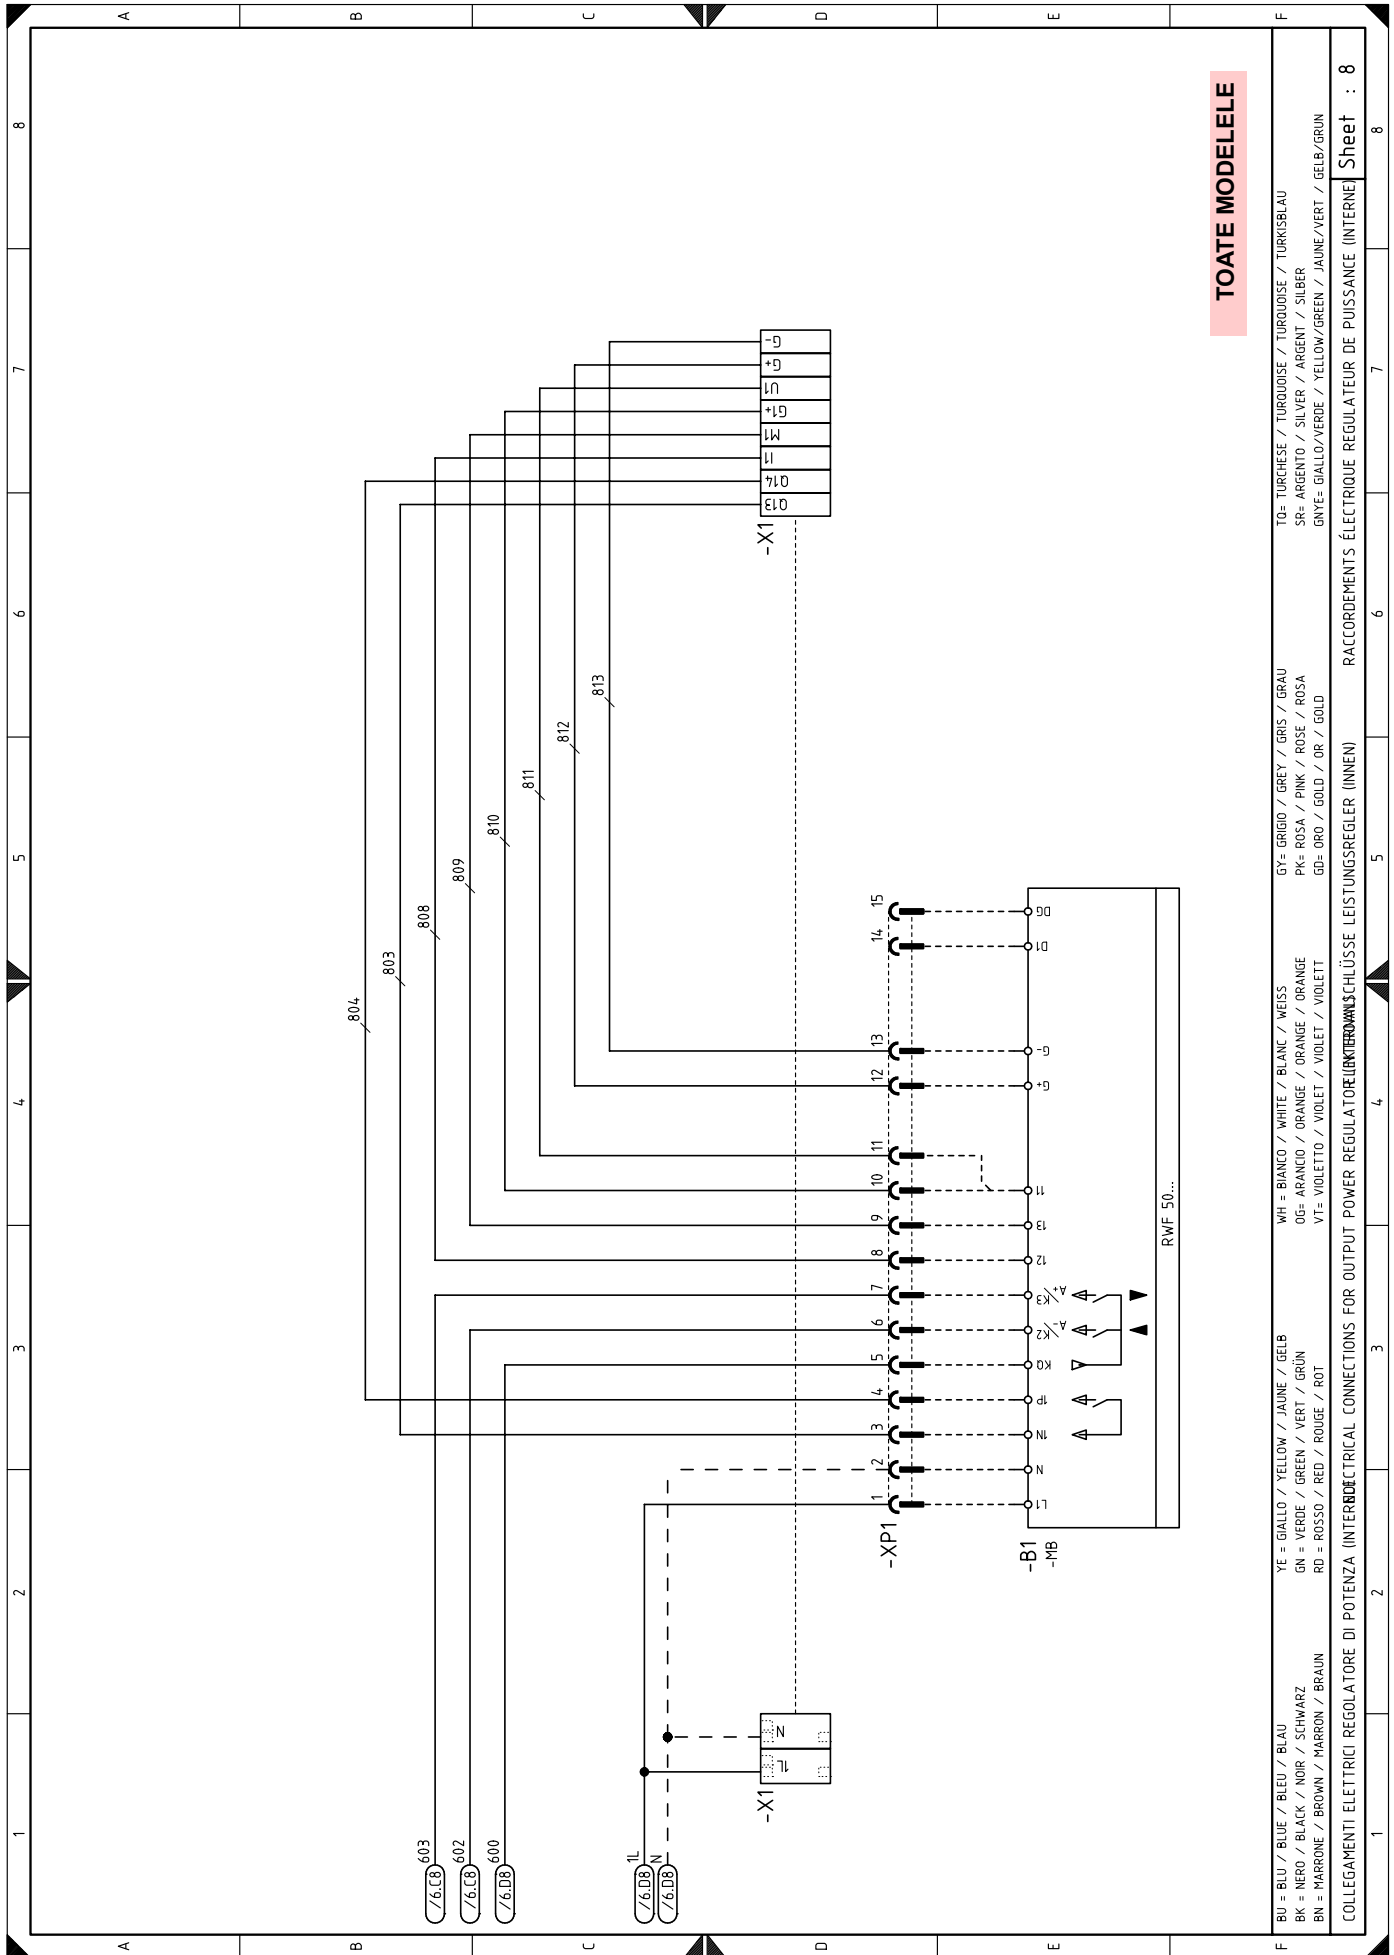 A
B
C
D
E
F
1
2
3
4
5
6
7
8
804
803
808
809
810
811
812
813
603
/6.C8
602
/6.C8
600
/6.D8
1L
/6.D8
N
/6.D8
-X1
1L
N
-X1
Q13
Q14
I1
M1
G1+
U1
G+
G-
-XP1
1
2
3
4
5
6
7
8
9
10
11
12
13
14
15
-B1
-MB
L1
N
1N
1P
KQ
K2/A-
K3/A+
12
13
11
G+
G-
D1
DG
RWF 50...
TOATE MODELELE
BU = BLU / BLUE / BLEU / BLAU
BK = NERO / BLACK / NOIR / SCHWARZ
BN = MARRONE / BROWN / MARRON / BRAUN
YE = GIALLO / YELLOW / JAUNE / GELB
GN = VERDE / GREEN / VERT / GRÜN
RD = ROSSO / RED / ROUGE / ROT
WH = BIANCO / WHITE / BLANC / WEISS
OG= ARANCIO / ORANGE / ORANGE / ORANGE
VT= VIOLETTO / VIOLET / VIOLET / VIOLETT
GY= GRIGIO / GREY / GRIS / GRAU
PK= ROSA / PINK / ROSE / ROSA
GD= ORO / GOLD / OR / GOLD
TQ= TURCHESE / TURQUOISE / TURQUOISE / TURKISBLAU
SR= ARGENTO / SILVER / ARGENT / SILBER
GNYE= GIALLO/VERDE / YELLOW/GREEN / JAUNE/VERT / GELB/GRUN
COLLEGAMENTI ELETTRICI REGOLATORE DI POTENZA (INTERNO)
ELECTRICAL CONNECTIONS FOR OUTPUT POWER REGULATOR (INTERNAL)
ELEKTROANSCHLÜSSE LEISTUNGSREGLER (INNEN)
RACCORDEMENTS ÉLECTRIQUE REGULATEUR DE PUISSANCE (INTERNE)
Sheet : 8
1
2
3
4
5
6
7
8
A
B
C
D
E
F